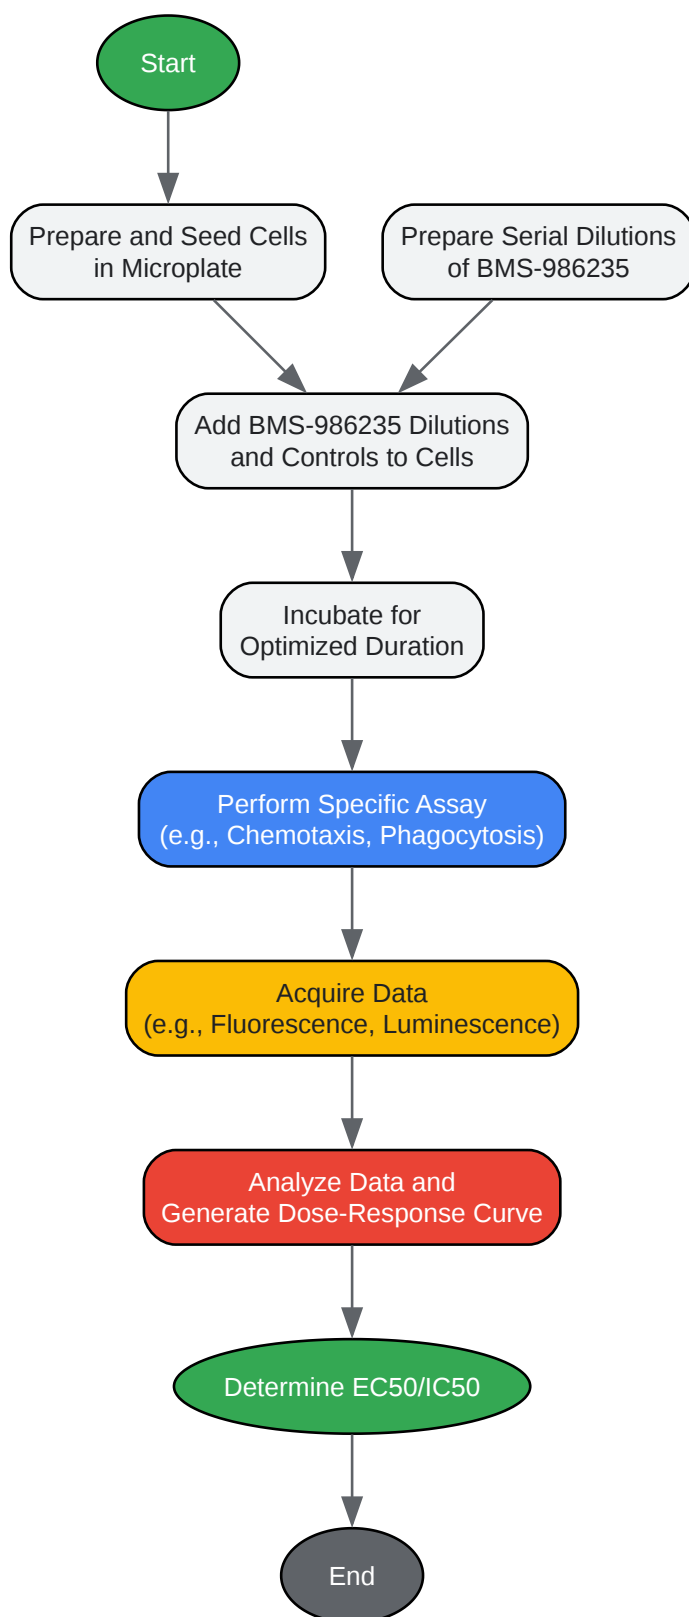 Start
Prepare and Seed Cells
in Microplate
Prepare Serial Dilutions
of BMS-986235
Add BMS-986235 Dilutions
and Controls to Cells
Incubate for
Optimized Duration
Perform Specific Assay
(e.g., Chemotaxis, Phagocytosis)
Acquire Data
(e.g., Fluorescence, Luminescence)
Analyze Data and
Generate Dose-Response Curve
Determine EC50/IC50
End